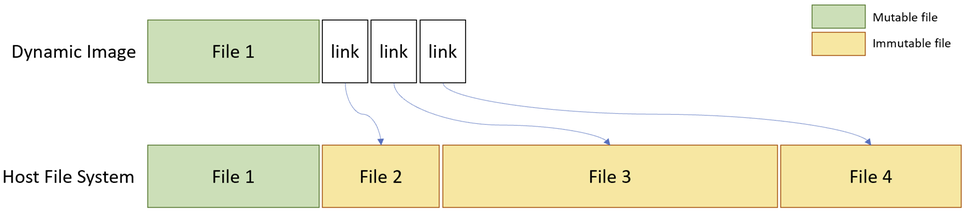 Mutable file
Immutable file
Dynamic Image
File 1
link
link
link
Host File System
File 1
File 2
File 3
File 4